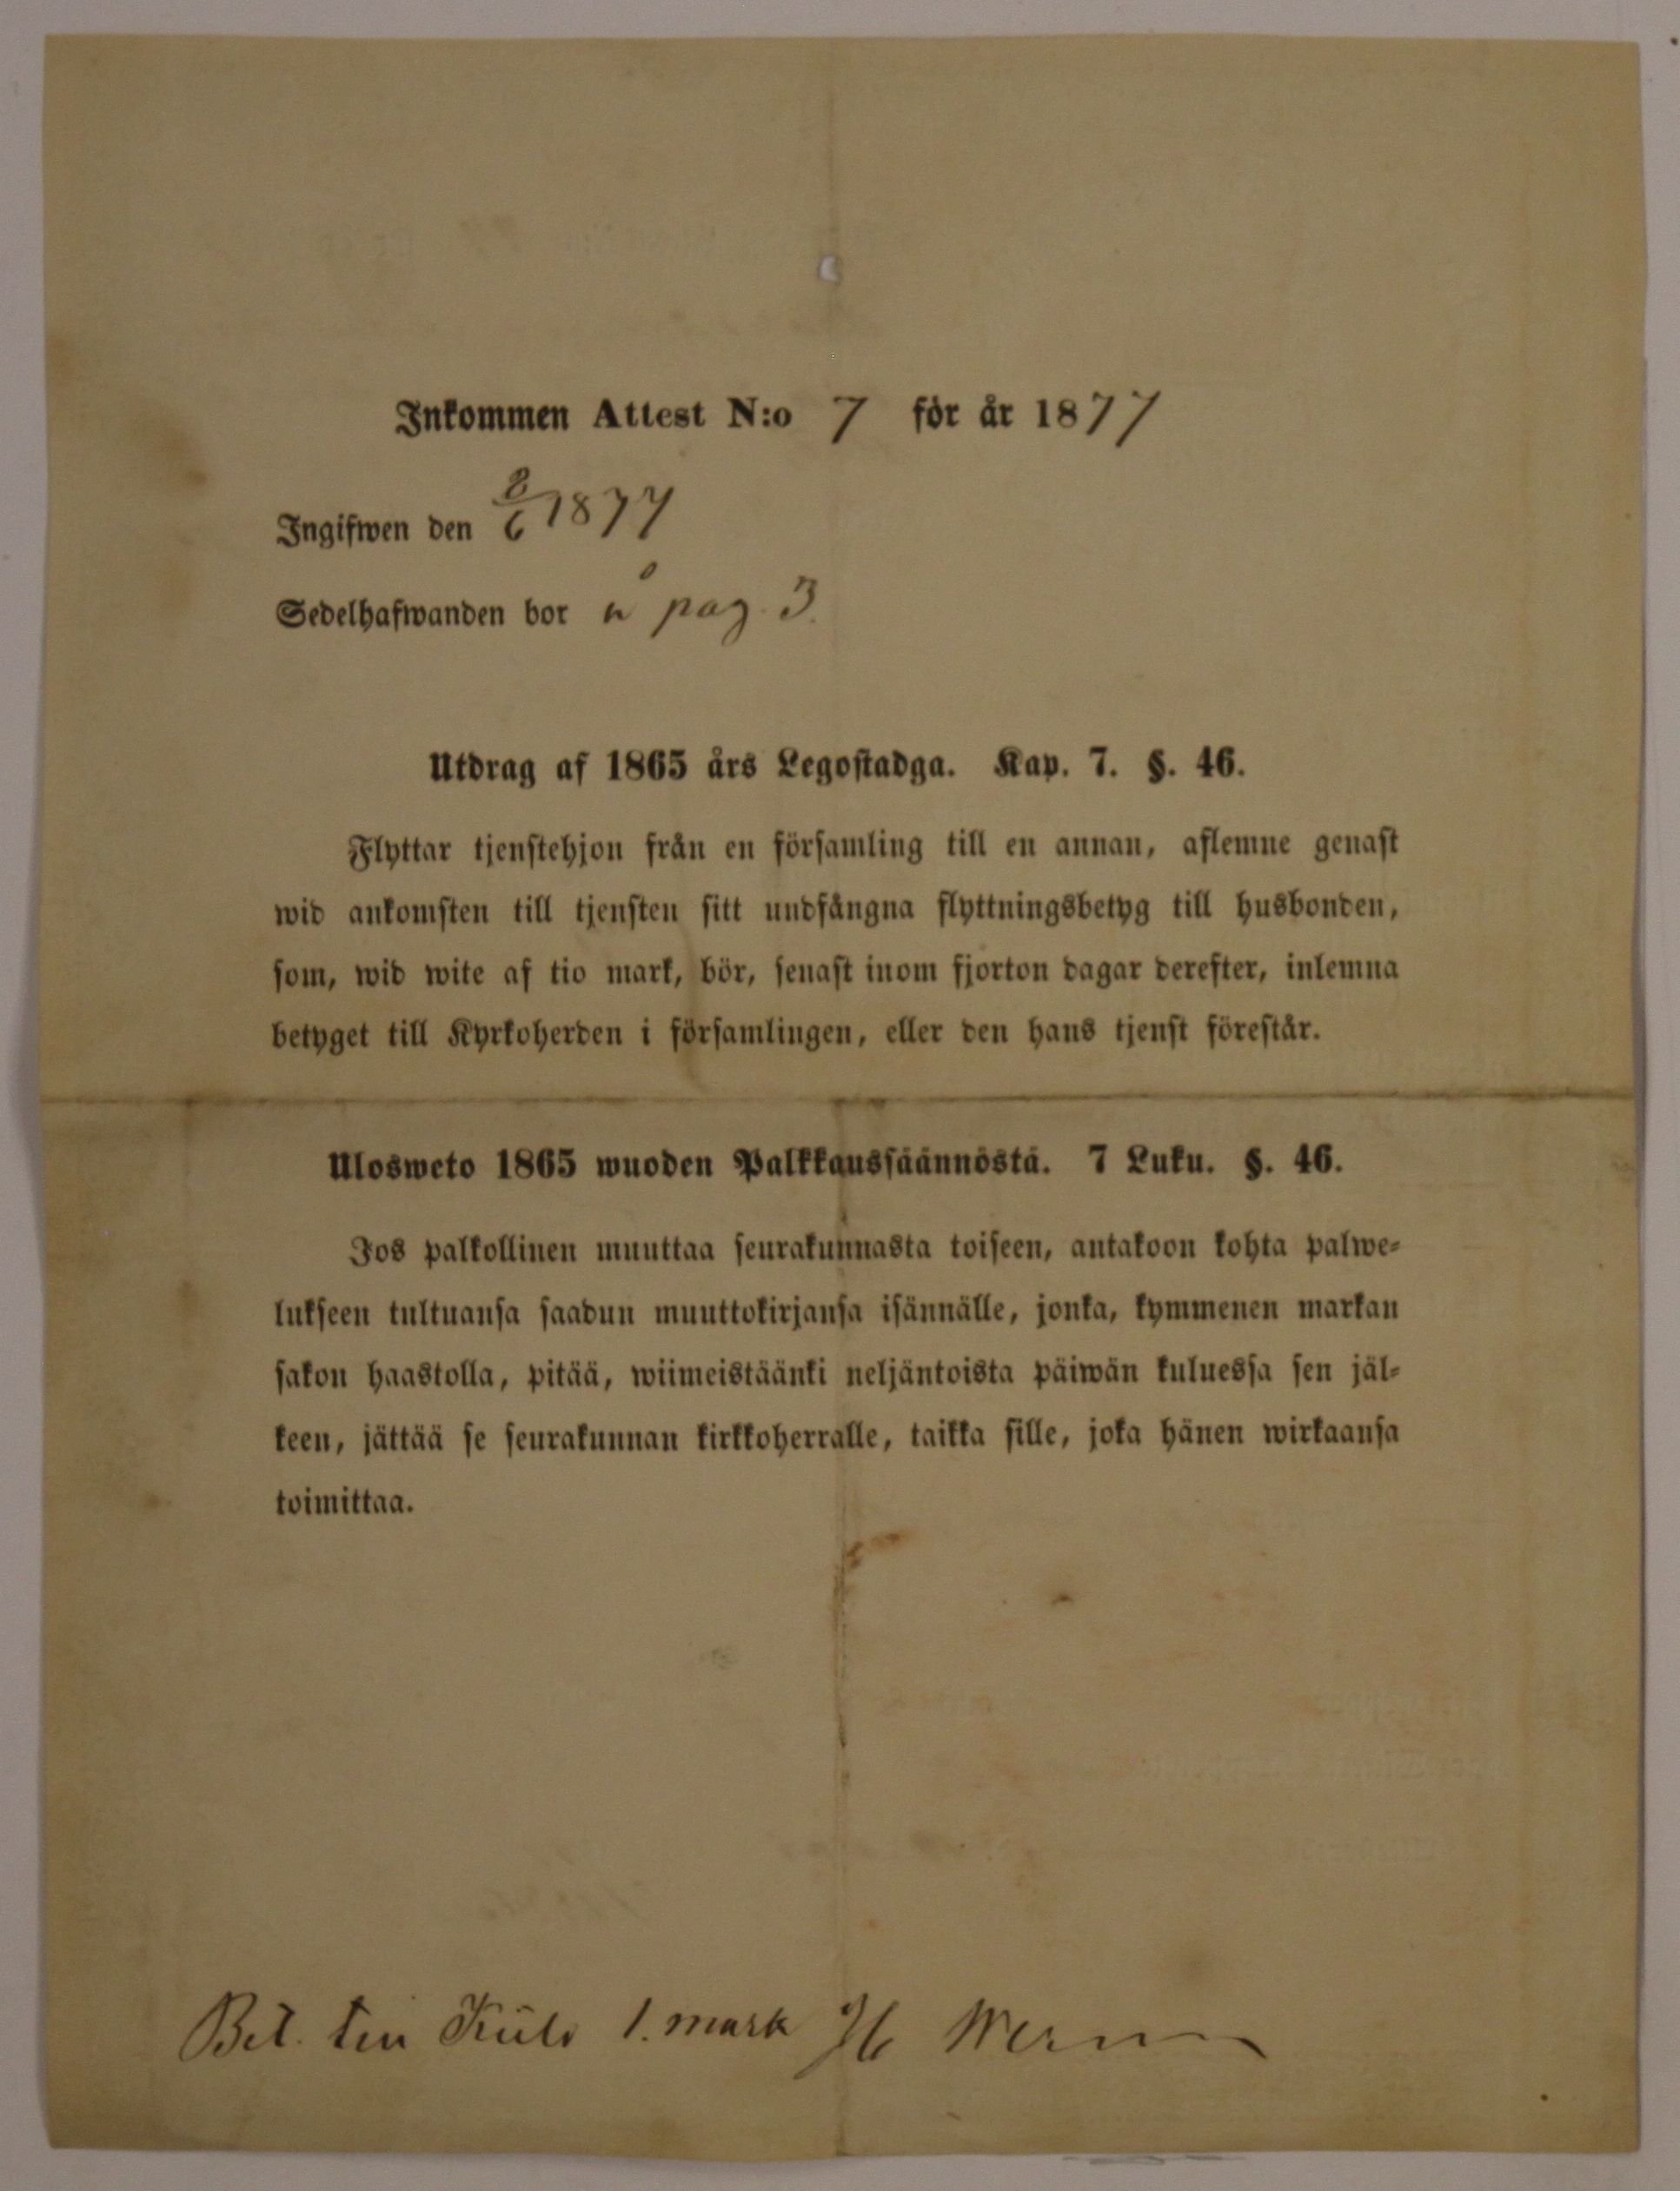 Inkommen Attest N:o 7 för år 1877
Ingifwen den 8/6 1877
Sedelhafwanden bor å pag. 3.
Utdrag af 1865 års Legostadga. Kap. 7. §. 46.
Flyttar tjenstehjon från en församling till en annan, aflemne genast
wid ankomsten till tjensten sitt undfångna flyttningsbetyg till husbonden,
som, wid wite af tio mark, bör, senast inom fjorton dagar derefter, inlemna
betyget till Kyrkoherden i församlingen, eller den hans tjenst förestår.
Ulosweto 1865 wuoden Palkkaussäännöstä. 7 Luku. §. 46.
Jos palkollinen muuttaa seurakunnasta toiseen, antakoon kohta palwe-
lukseen tultuansa saadun muuttokirjansa isännälle, jonka, kymmenen markan
sakon haastolla, pitää, wiimeistäänki neljäntoista päiwän kuluessa sen jäl-
keen, jättää se seurakunnan kirkkoherralle, taikka sille, joka hänen wirkaansa
toimittaa.
Bet. 1. mark